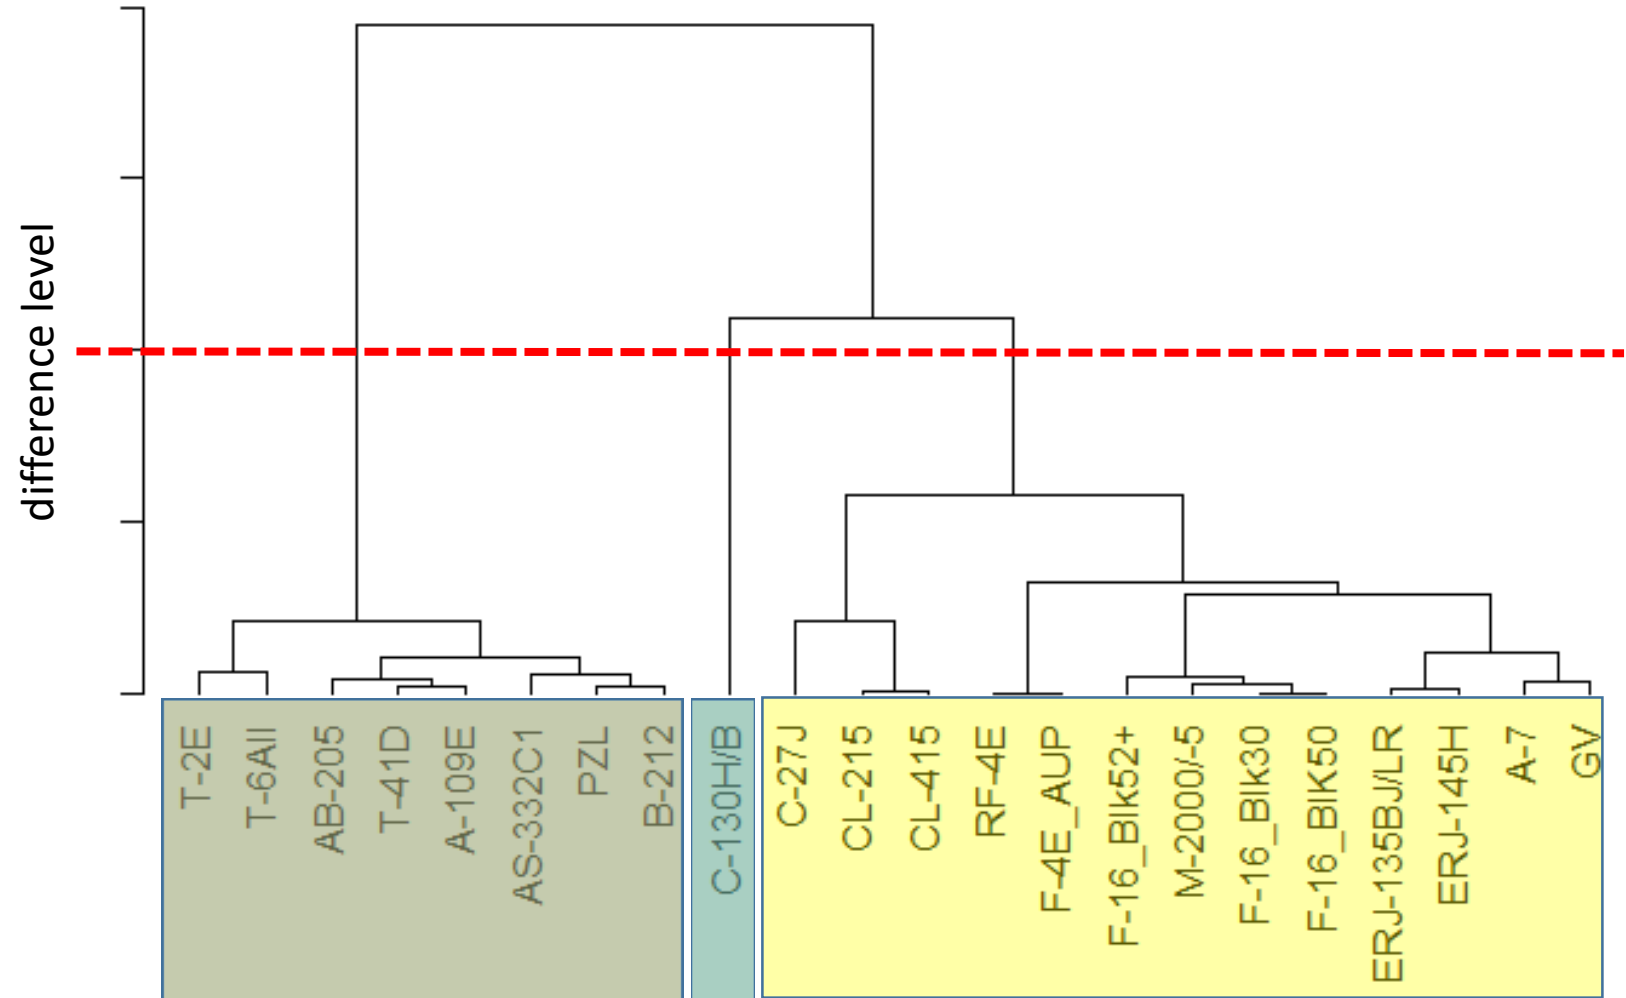 difference level
T-2E
T-6AII
AB-205
T-41D
A-109E
AS-332C1
PZL
B-212
C-130H/B
C-27J
CL-215
CL-415
RF-4E
F-4E_AUP
F-16_Blk52+
M-2000/-5
F-16_Blk30
F-16_BlK50
ERJ-135BJ/LR
ERJ-145H
A-7
GV